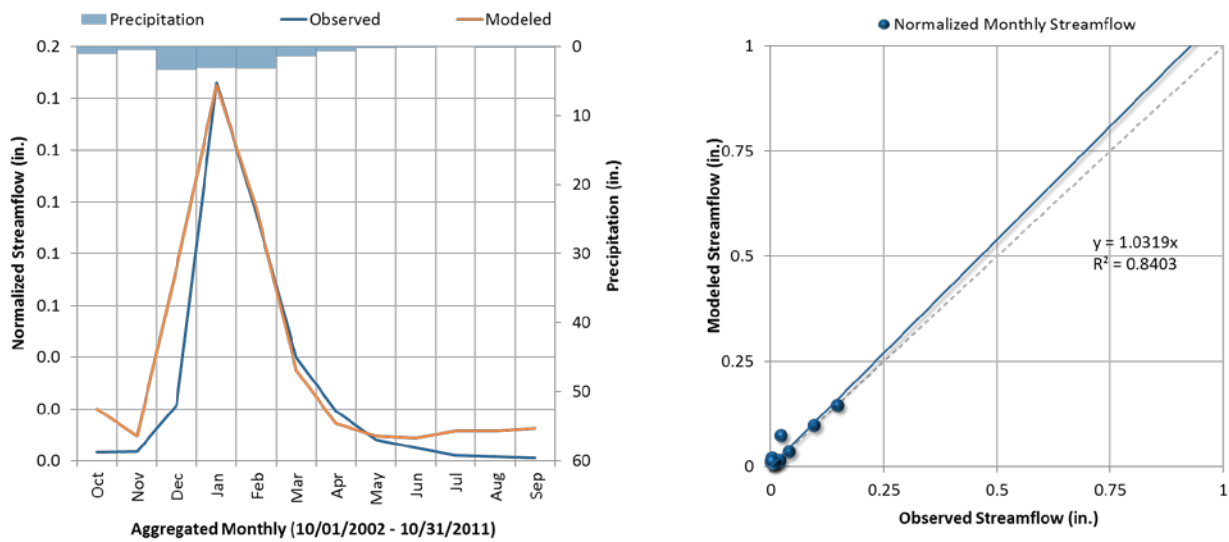 Precipitation Observed Modeled
Normalized Streamflow (in.)
0.2
0.1
0.1
0.1
0.1
0.1
0.0
0.0
0.0
0
10
20
30
40
50
60
Precipitation (in.)
Oct Nov Dec Jan Feb Mar Apr May Jun Jul Aug Sep
Aggregated Monthly (10/01/2002 - 10/31/2011)
Normalized Monthly Streamflow
Modeled Streamflow (in.)
1
0.75
0.5
0.25
0
y = 1.0319x
R² = 0.8403
0 0.25 0.5 0.75 1
Observed Streamflow (in.)